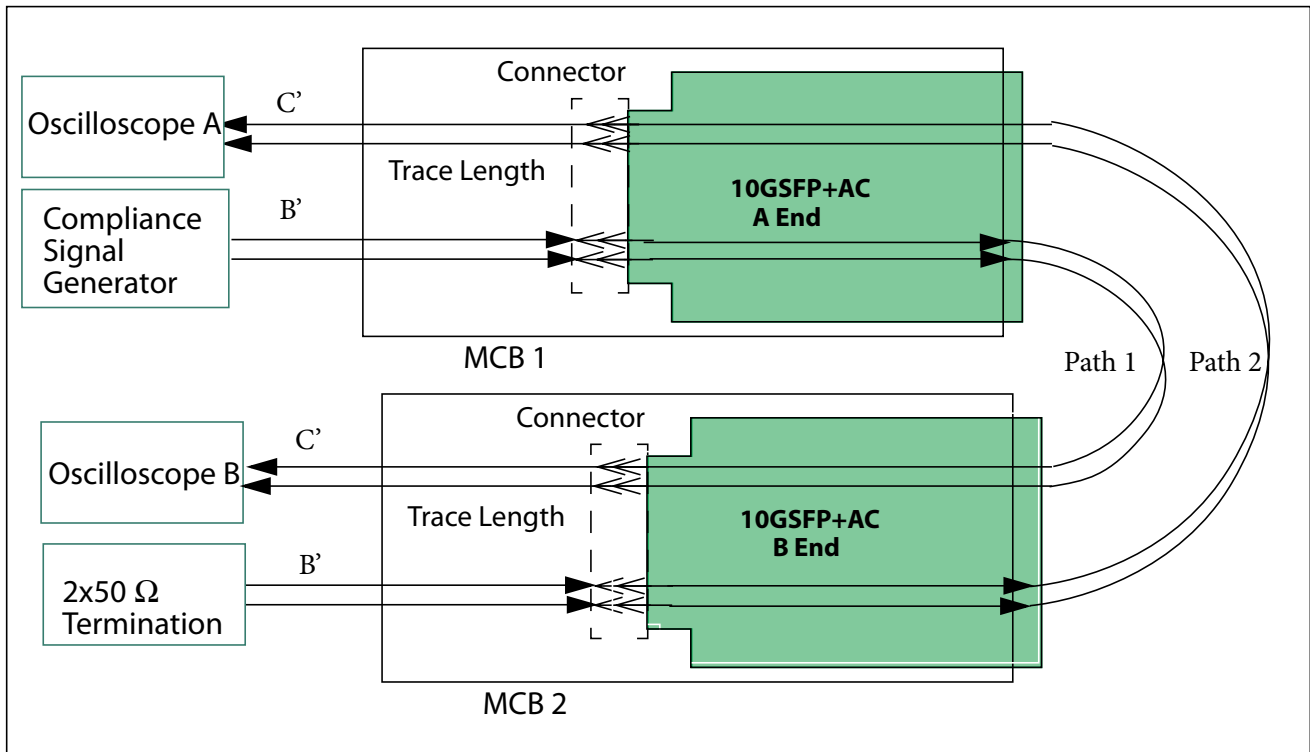 Connector
Oscilloscope A
C’
Trace Length
10GSFP+AC
A End
Compliance
Signal
Generator
B’
MCB 1
Path 1
Path 2
Connector
Oscilloscope B
C’
Trace Length
10GSFP+AC
B End
2x50 Ω
Termination
B’
MCB 2